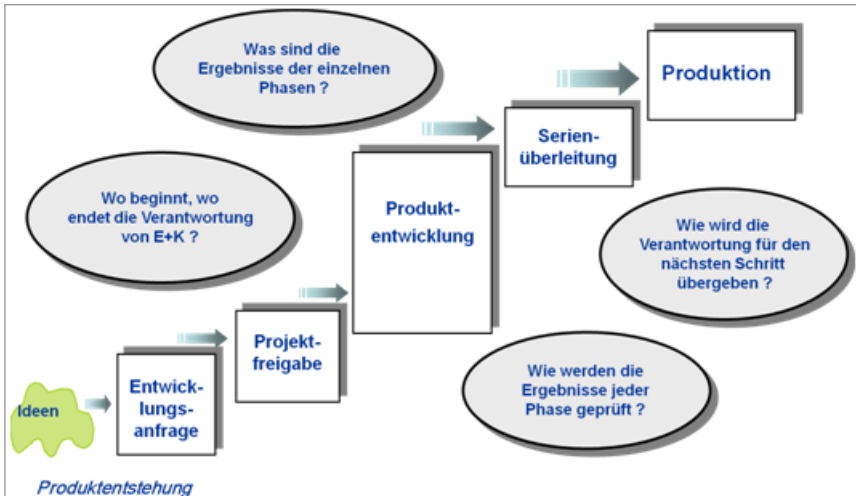 Was sind die
Ergebnisse der einzelnen
Phasen ?
Produktion
Serien-
überleitung
Wo beginnt, wo
endet die Verantwortung
von E+K ?
Produkt-
entwicklung
Wie wird die
Verantwortung für den
nächsten Schritt
übergeben ?
Projekt-
freigabe
Wie werden die
Ergebnisse jeder
Phase geprüft ?
Ideen
Entwick-
lungs-
anfrage
Produktentstehung